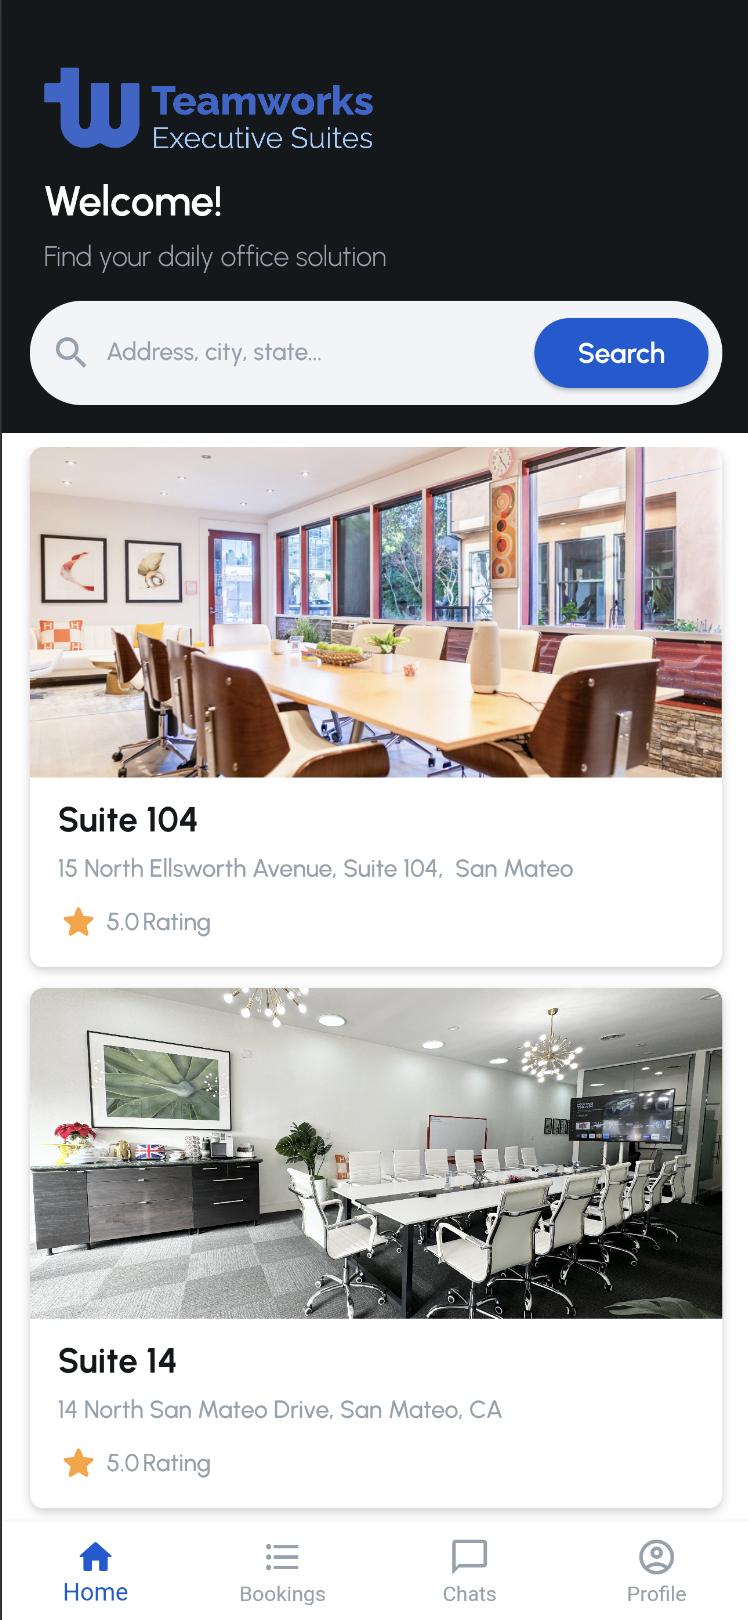 tw Teamworks
Executive Suites
Welcome!
Find your daily office solution
Address, city, state...
Search
Suite 104
15 North Ellsworth Avenue, Suite 104,  San Mateo
5.0 Rating
Suite 14
14 North San Mateo Drive, San Mateo, CA
5.0 Rating
Home
Bookings
Chats
Profile